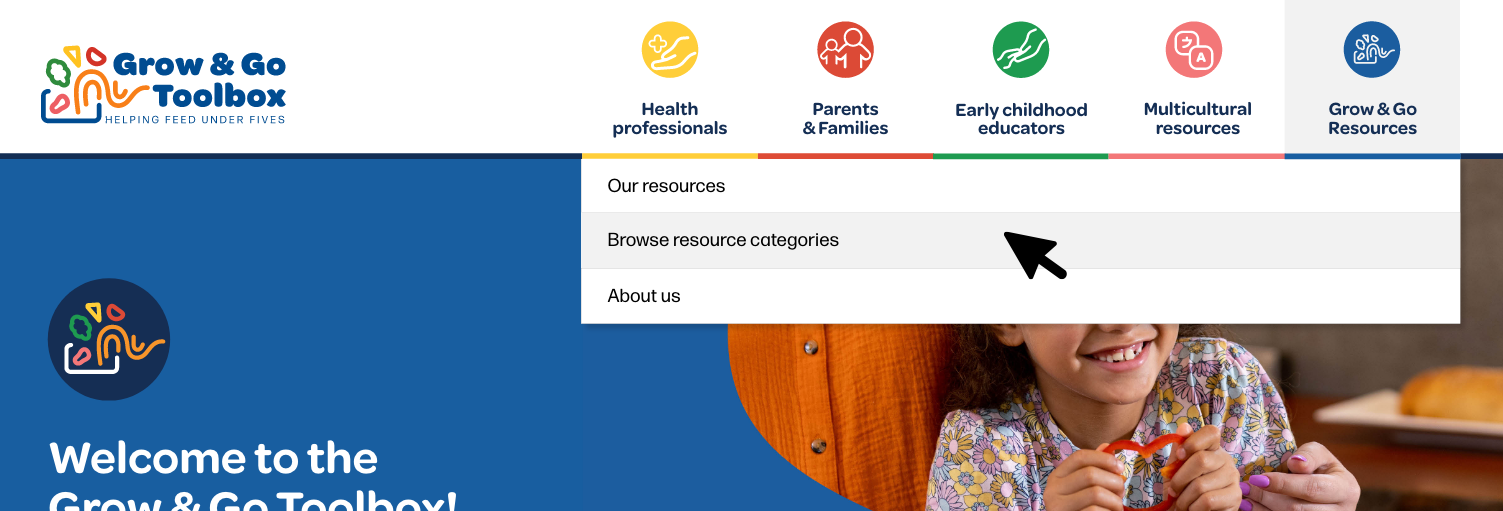 Grow & Go
Toolbox
HELPING FEED UNDER FIVES
Health
professionals
Parents
& Families
Early childhood
educators
Multicultural
resources
Grow & Go
Resources
Our resources
Browse resource categories
About us
Welcome to the
Grow & Go Toolbox!